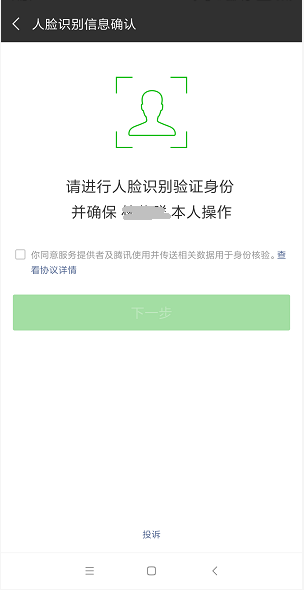 人脸识别信息确认
请进行人脸识别验证身份
并确保 本人操作
你同意服务提供者及腾讯使用并传送相关数据用于身份核验。查
看协议详情
下一步
投诉